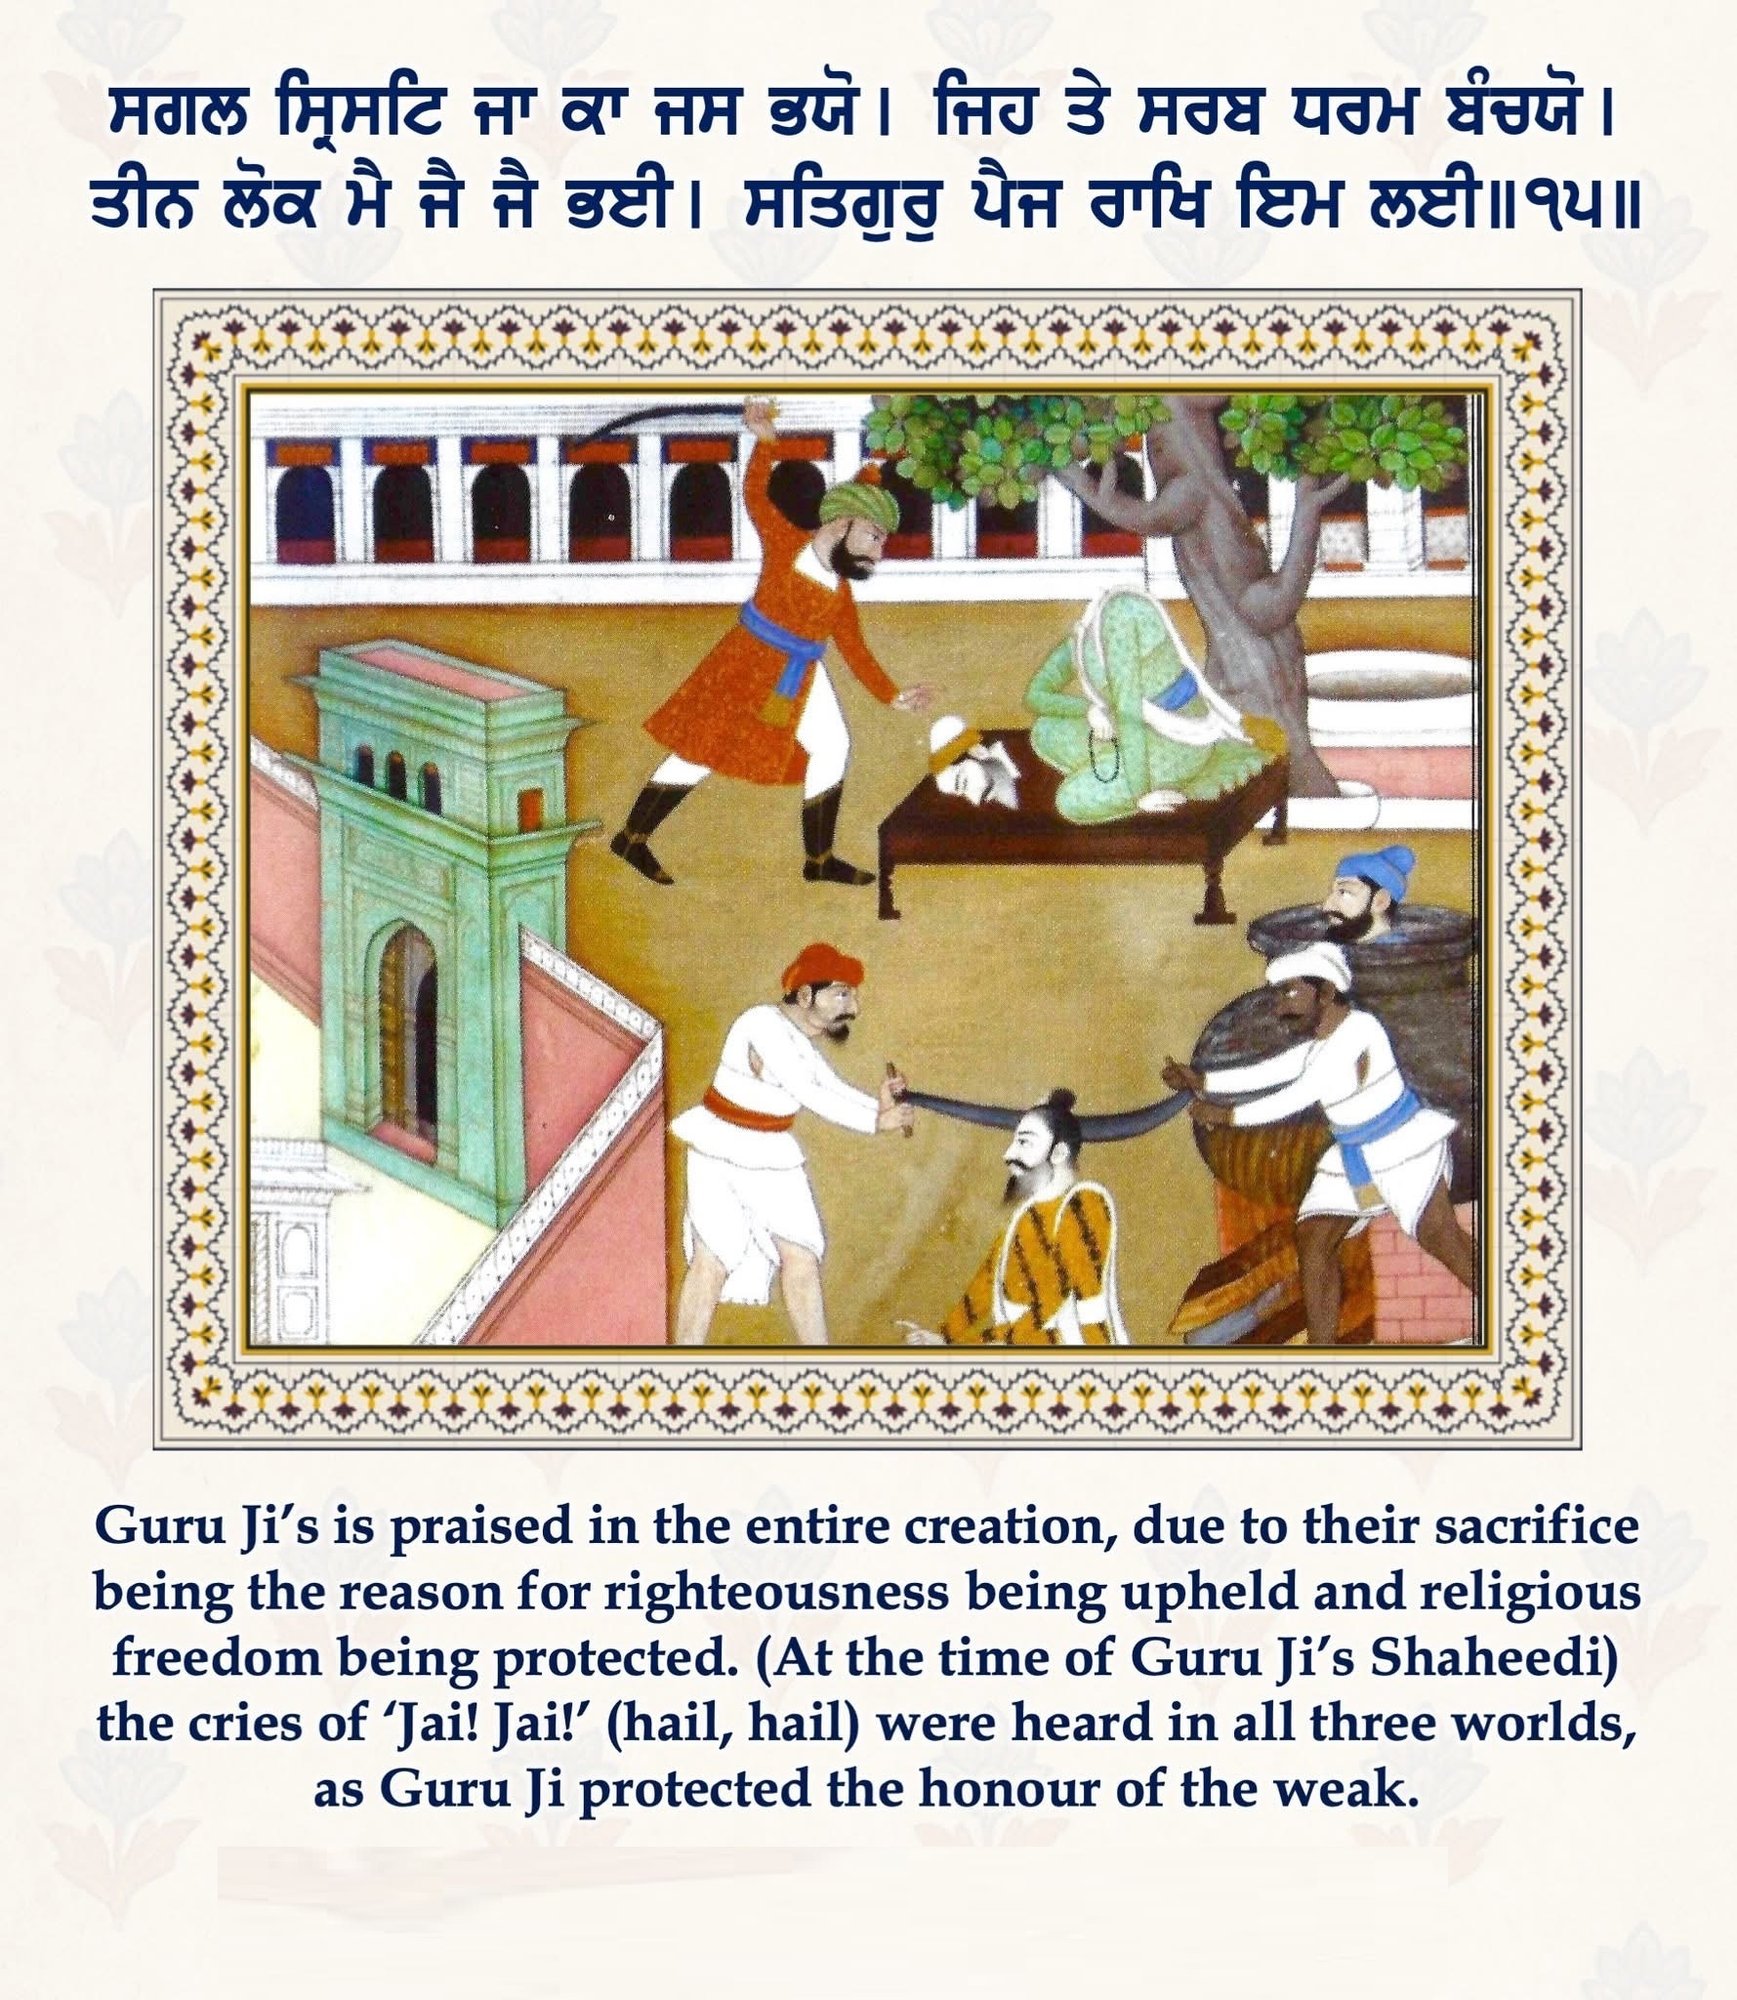 ਸਗਲ ਸ੍ਰਿਸਟਿ ਜਾ ਕਾ ਜਸ ਭਯੋ। ਜਿਹ ਤੇ ਸਰਬ ਧਰਮ ਬੰਚਯੋ।
ਤੀਨ ਲੋਕ ਮੈ ਜੈ ਜੈ ਭਈ। ਸਤਿਗੁਰੁ ਪੈਜ ਰਾਖਿ ਇਮ ਲਈ॥੧੫॥
Guru Ji’s is praised in the entire creation, due to their sacrifice
being the reason for righteousness being upheld and religious
freedom being protected. (At the time of Guru Ji’s Shaheedi)
the cries of ‘Jai! Jai!’ (hail, hail) were heard in all three worlds,
as Guru Ji protected the honour of the weak.